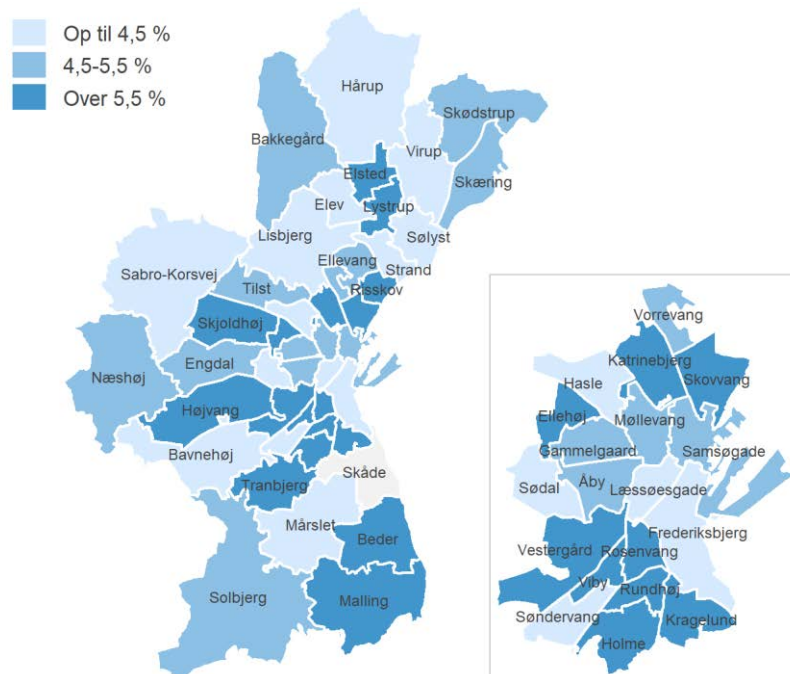 Op til 4,5 %
4,5-5,5 %
Over 5,5 %
Hårup
Skødstrup
Bakkegård
Virup
Elsted
Skæring
Elev
Lystrup
Lisbjerg
Sølyst
Ellevang
Strand
Sabro-Korsvej
Tilst
Risskov
Skjoldhøj
Engdal
Næshøj
Højvang
Bavnehøj
Skåde
Tranbjerg
Mårslet
Beder
Solbjerg
Malling
Vorrevang
Katrinebjerg
Skovvang
Hasle
Ellehøj
Møllevang
Gammelgaard
Samsøgade
Sødal
Åby
Læssøesgade
Frederiksbjerg
Vestergård
Rosenvang
Viby
Rundhøj
Søndervang
Kragelund
Holme